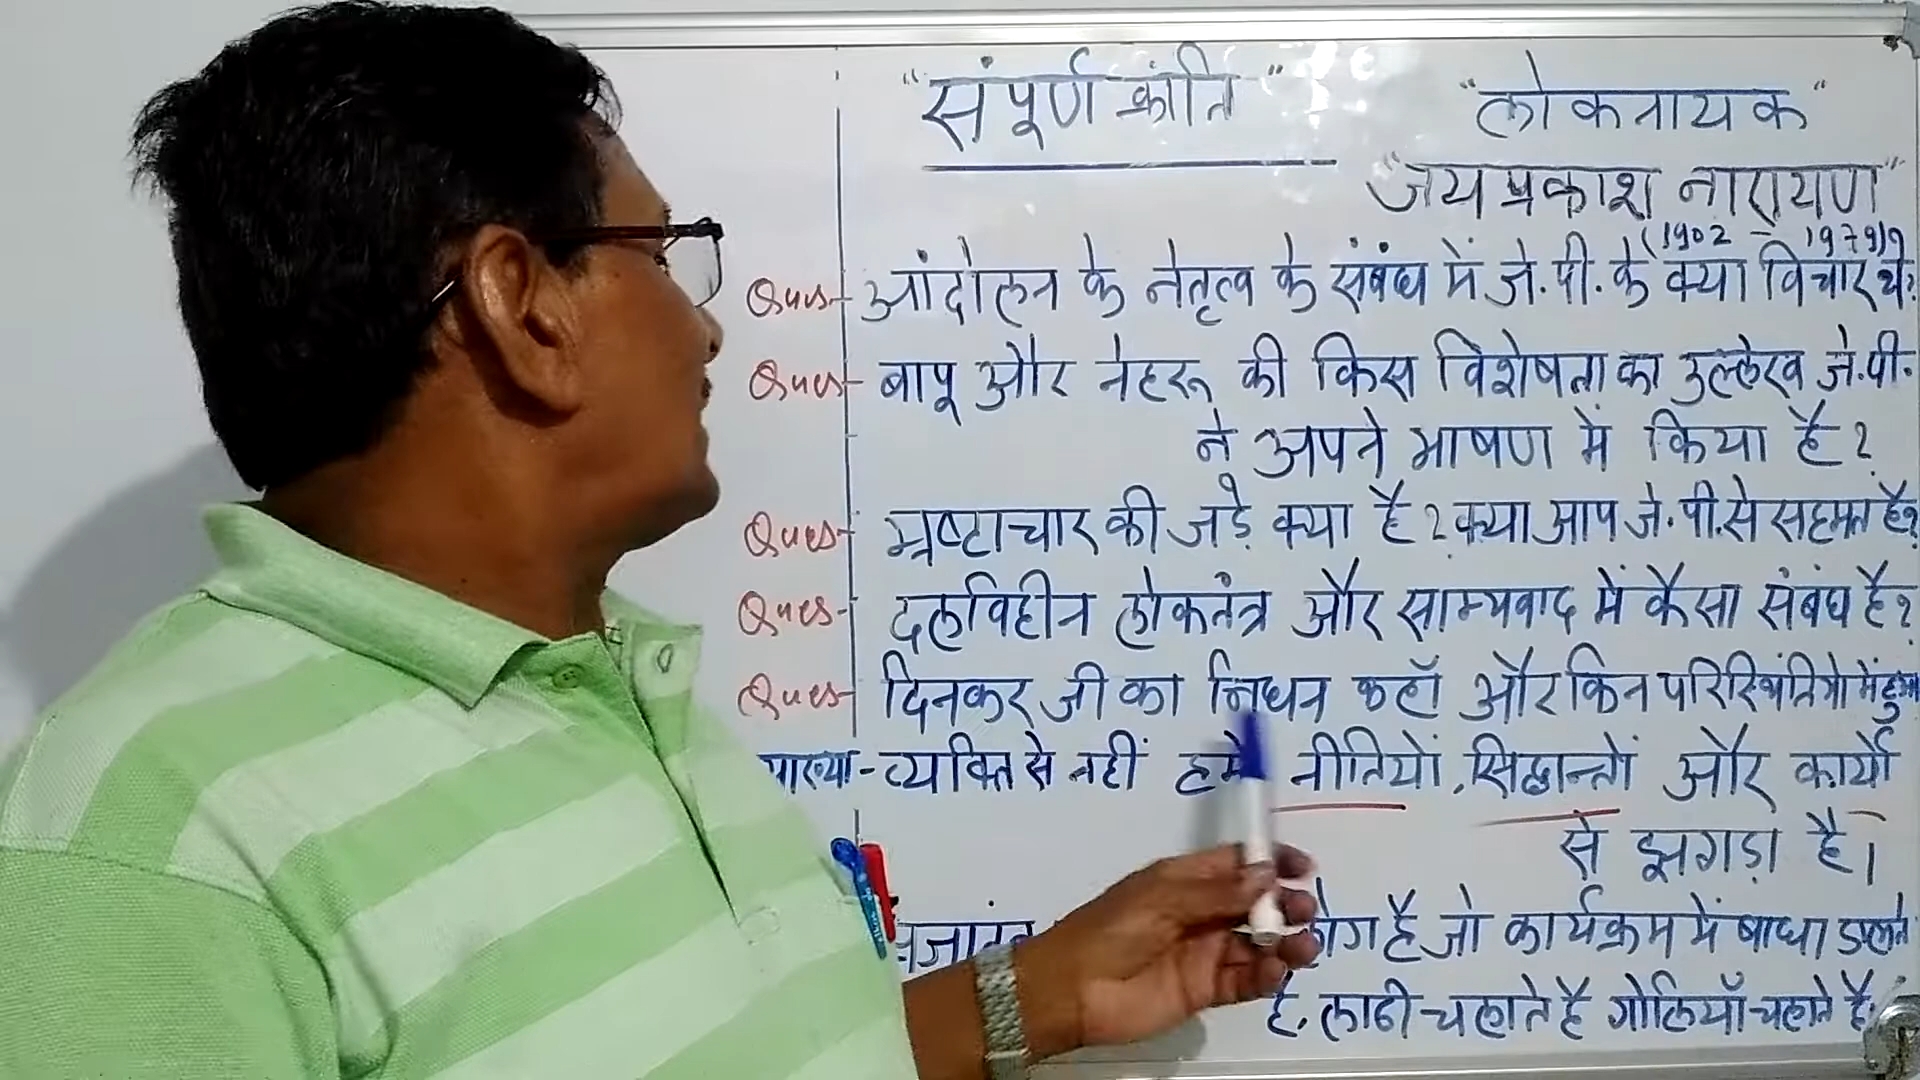 "संपूर्ण क्रांति"
"लोकनायक"
"जयप्रकाश नारायण"
(1902 - 1979)
Ques- आंदोलन के नेतृत्व के संबंध में जे.पी. के क्या विचार थे?
Ques- बापू और नेहरू की किस विशेषता का उल्लेख जे.पी.
ने अपने भाषण में किया है?
Ques- भ्रष्टाचार की जड़े क्या है? क्या आप जे.पी. से सहमत है?
Ques- दलविहीन लोकतंत्र और साम्यवाद में कैसा संबंध है?
Ques- दिनकर जी का निधन कहाँ और किन परिस्थितियो में हुआ
याख्या- व्यक्ति से नहीं हमे नीतियों, सिद्धान्तों और कार्यो
से झगड़ा है।
है जो कार्यक्रम में बाधा डालते
है, लाठी चलाते है गोलियाँ चलाते है,